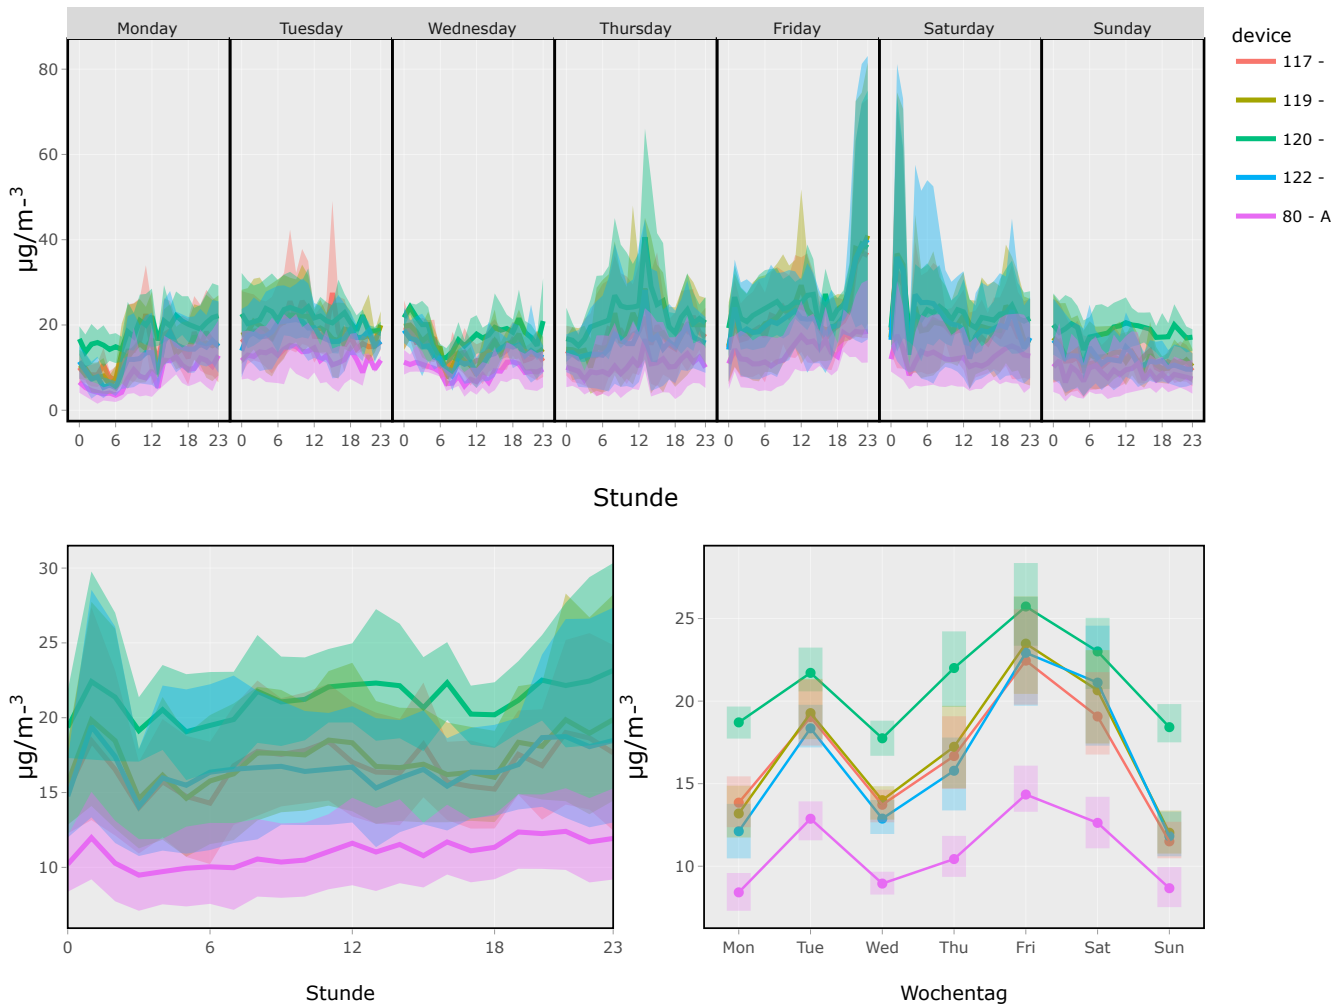 Monday Tuesday Wednesday Thursday Friday Saturday Sunday
device
117 -
119 -
120 -
122 -
80 - A
µg/m-³
80
60
40
20
0
0 6 12 18 23 0 6 12 18 23 0 6 12 18 23 0 6 12 18 23 0 6 12 18 23 0 6 12 18 23 0 6 12 18 23
Stunde
µg/m-³
30
25
20
15
10
0 6 12 18 23
Stunde
µg/m-³
25
20
15
10
Mon Tue Wed Thu Fri Sat Sun
Wochentag